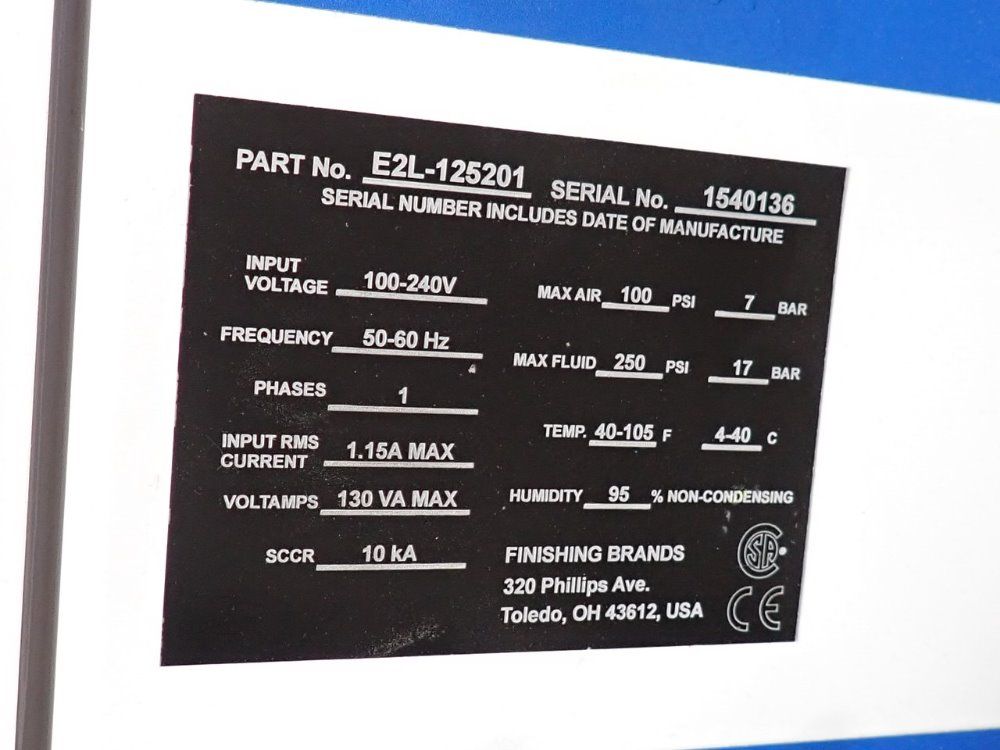 PART No. E2L-125201 SERIAL No. 1540136
SERIAL NUMBER INCLUDES DATE OF MANUFACTURE
INPUT
VOLTAGE 100-240V
FREQUENCY 50-60 Hz
PHASES 1
INPUT RMS
CURRENT 1.15A MAX
VOLTAMPS 130 VA MAX
SCCR 10 kA
MAX AIR 100 PSI 7 BAR
MAX FLUID 250 PSI 17 BAR
TEMP. 40-105 F 4-40 C
HUMIDITY 95 % NON-CONDENSING
FINISHING BRANDS
320 Phillips Ave.
Toledo, OH 43612, USA
CSA
CE